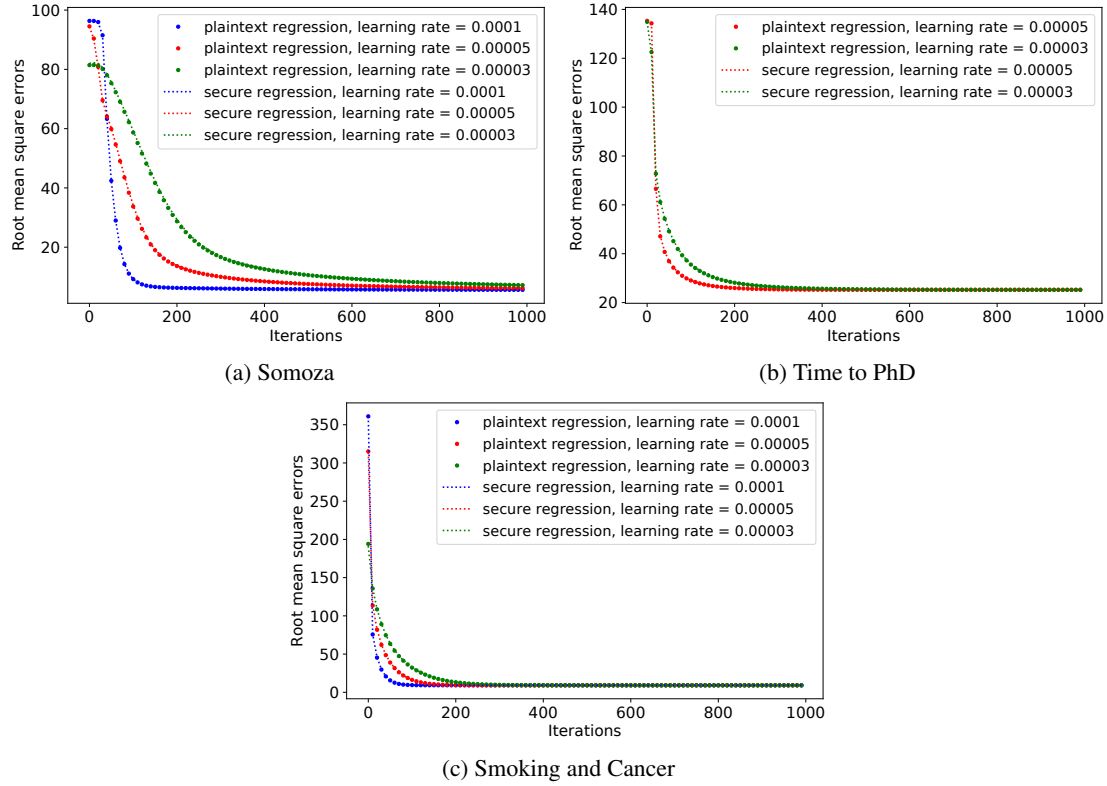 100
80
60
40
20
0
200
400
600
800
1000
Root mean square errors
Iterations
plaintext regression, learning rate = 0.0001
plaintext regression, learning rate = 0.00005
plaintext regression, learning rate = 0.00003
secure regression, learning rate = 0.0001
secure regression, learning rate = 0.00005
secure regression, learning rate = 0.00003
(a) Somoza
140
120
100
80
60
40
20
0
200
400
600
800
1000
Root mean square errors
Iterations
plaintext regression, learning rate = 0.00005
plaintext regression, learning rate = 0.00003
secure regression, learning rate = 0.00005
secure regression, learning rate = 0.00003
(b) Time to PhD
350
300
250
200
150
100
50
0
0
200
400
600
800
1000
Root mean square errors
Iterations
plaintext regression, learning rate = 0.0001
plaintext regression, learning rate = 0.00005
plaintext regression, learning rate = 0.00003
secure regression, learning rate = 0.0001
secure regression, learning rate = 0.00005
secure regression, learning rate = 0.00003
(c) Smoking and Cancer